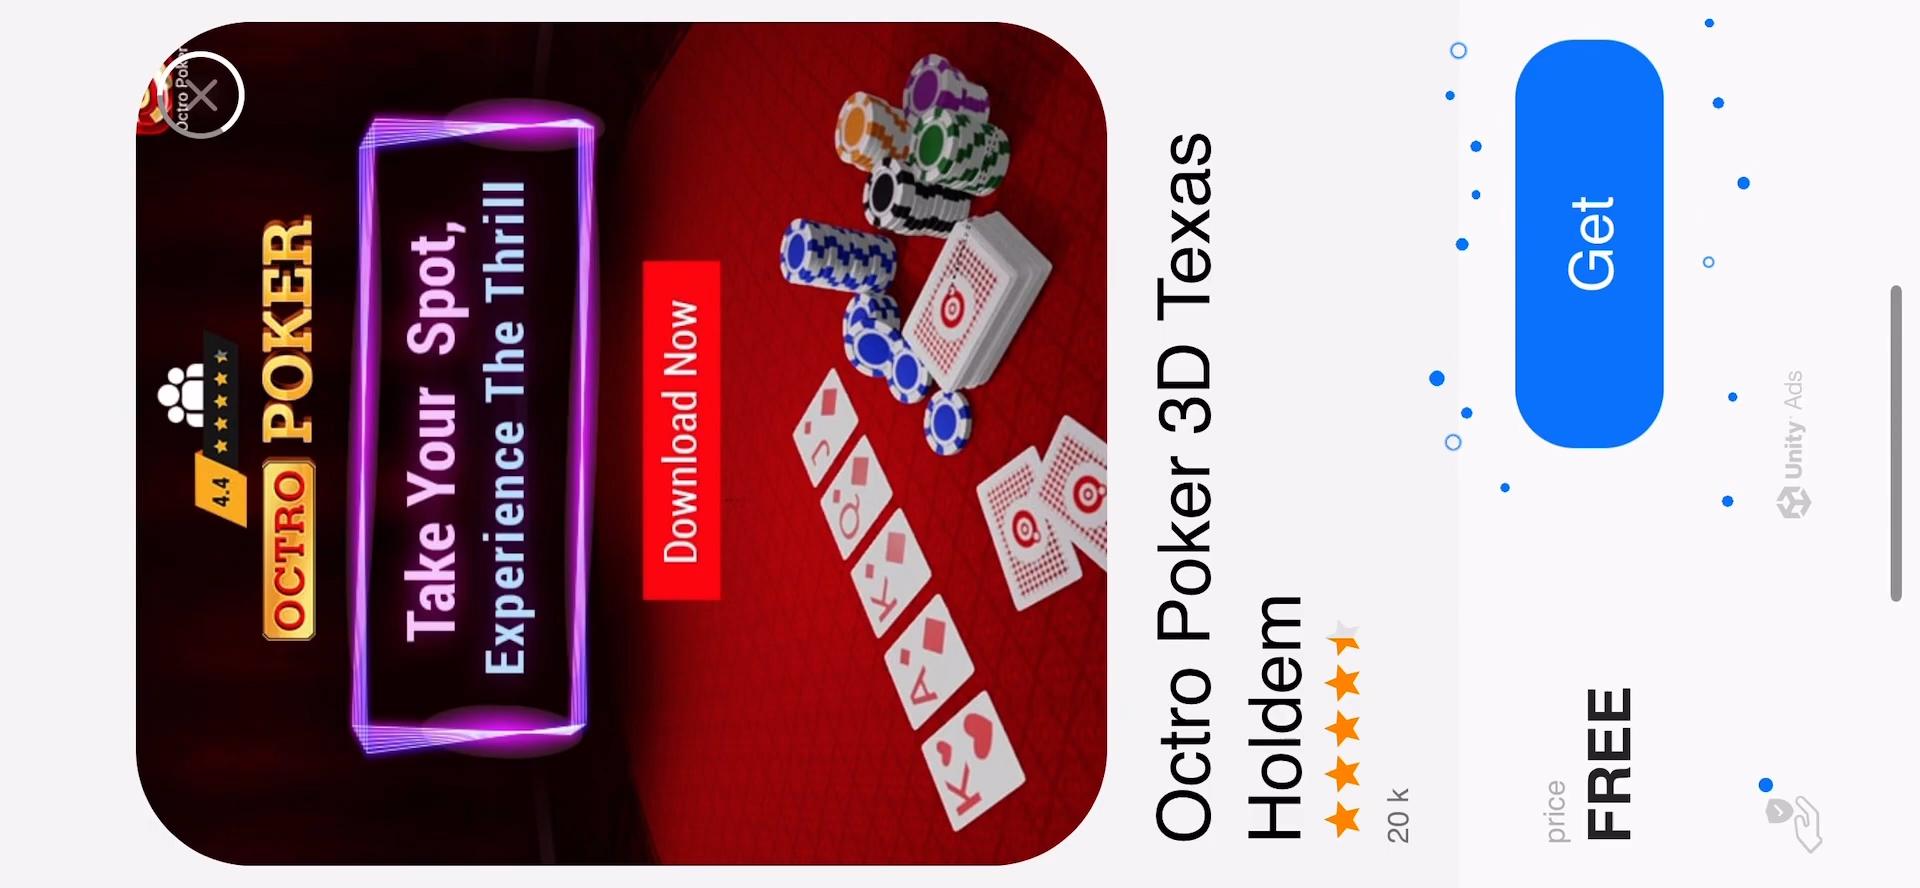 Octro Poker
4.4
OCTRO POKER
Take Your Spot,
Experience The Thrill
Download Now
J
Q
K
A
K
Octro Poker 3D Texas
Holdem
20 k
price
FREE
Get
Unity Ads